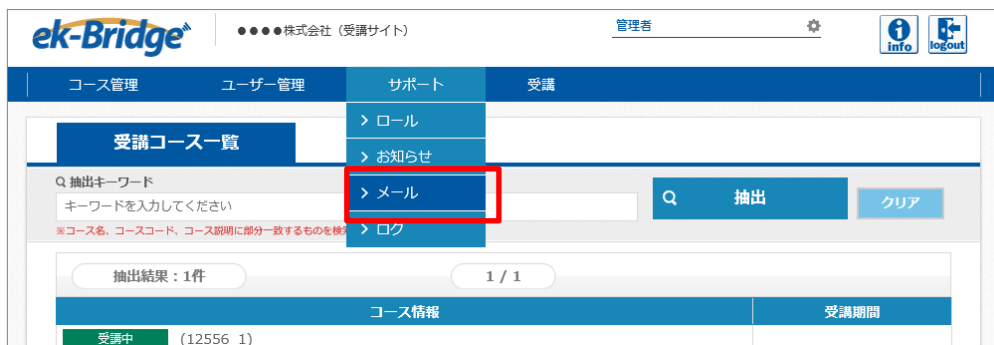 ek-Bridge
●●●●株式会社（受講サイト）
管理者
info
logout
コース管理
ユーザー管理
サポート
受講
> ロール
> お知らせ
> メール
> ログ
受講コース一覧
抽出キーワード
キーワードを入力してください
抽出
クリア
※コース名、コースコード、コース説明に部分一致するものを検
抽出結果：1件
1 / 1
コース情報
受講期間
受講中
(12556_1)